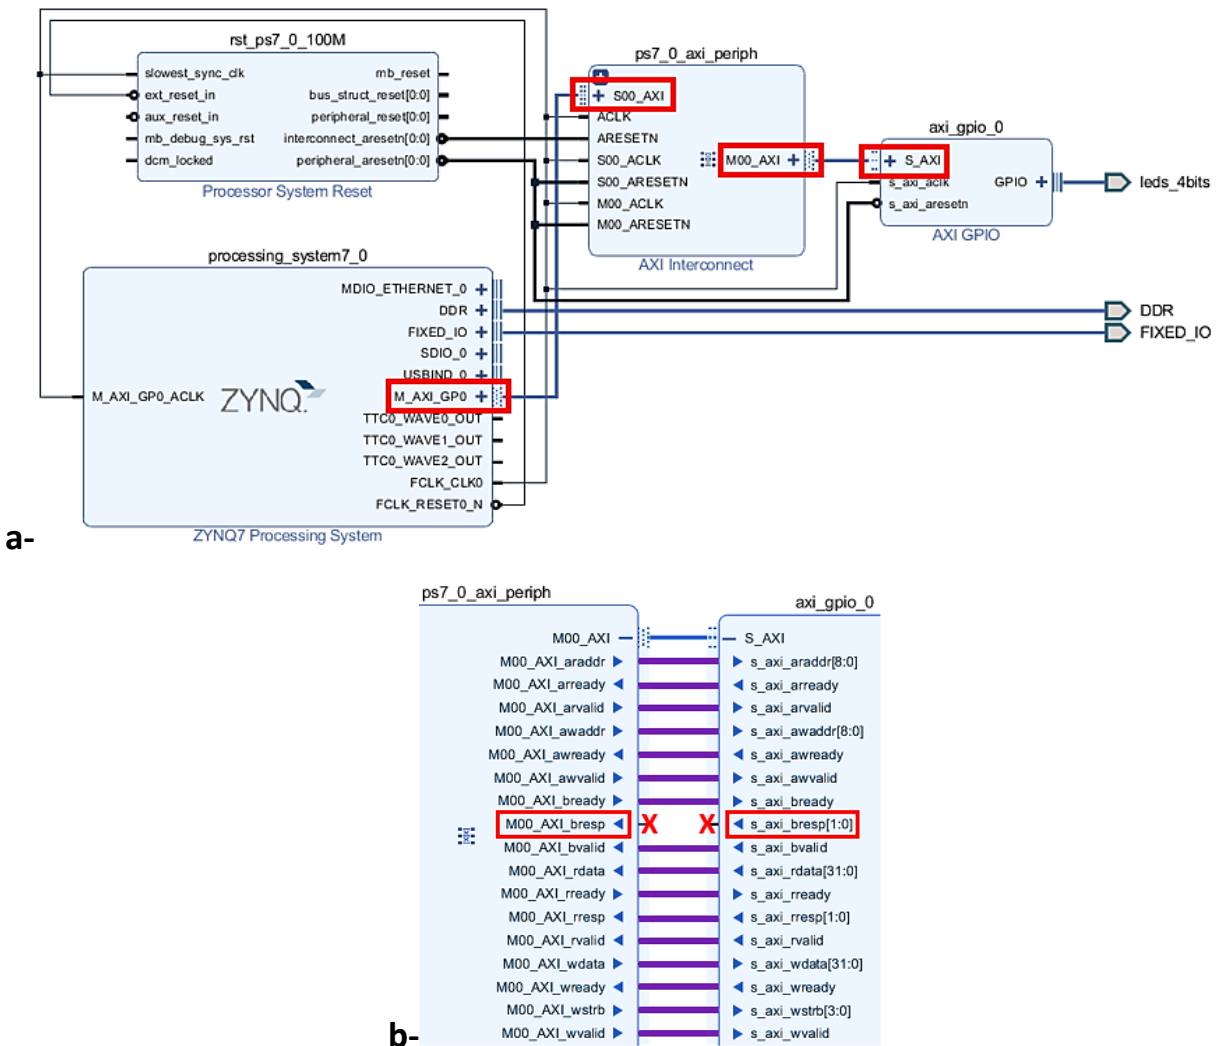 rst_ps7_0_100M
slowest_sync_clk
ext_reset_in
aux_reset_in
mb_debug_sys_rst
dcm_locked
mb_reset
bus_struct_reset[0:0]
peripheral_reset[0:0]
interconnect_aresetn[0:0]
peripheral_aresetn[0:0]
Processor System Reset
ps7_0_axi_periph
S00_AXI
ACLK
ARESETN
S00_ACLK
S00_ARESETN
M00_ACLK
M00_ARESETN
M00_AXI
AXI Interconnect
axi_gpio_0
S_AXI
s_axi_aclk
s_axi_aresetn
GPIO
AXI GPIO
leds_4bits
DDR
FIXED_IO
processing_system7_0
M_AXI_GP0_ACLK
ZYNQ.
MDIO_ETHERNET_0
DDR
FIXED_IO
SDIO_0
USBIND_0
M_AXI_GP0
TTC0_WAVE0_OUT
TTC0_WAVE1_OUT
TTC0_WAVE2_OUT
FCLK_CLK0
FCLK_RESET0_N
ZYNQ7 Processing System
a-
ps7_0_axi_periph
M00_AXI
M00_AXI_araddr
M00_AXI_arready
M00_AXI_arvalid
M00_AXI_awaddr
M00_AXI_awready
M00_AXI_awvalid
M00_AXI_bready
M00_AXI_bresp
M00_AXI_bvalid
M00_AXI_rdata
M00_AXI_rready
M00_AXI_rresp
M00_AXI_rvalid
M00_AXI_wdata
M00_AXI_wready
M00_AXI_wstrb
M00_AXI_wvalid
X X
axi_gpio_0
S_AXI
s_axi_araddr[8:0]
s_axi_arready
s_axi_arvalid
s_axi_awaddr[8:0]
s_axi_awready
s_axi_awvalid
s_axi_bready
s_axi_bresp[1:0]
s_axi_bvalid
s_axi_rdata[31:0]
s_axi_rready
s_axi_rresp[1:0]
s_axi_rvalid
s_axi_wdata[31:0]
s_axi_wready
s_axi_wstrb[3:0]
s_axi_wvalid
b-